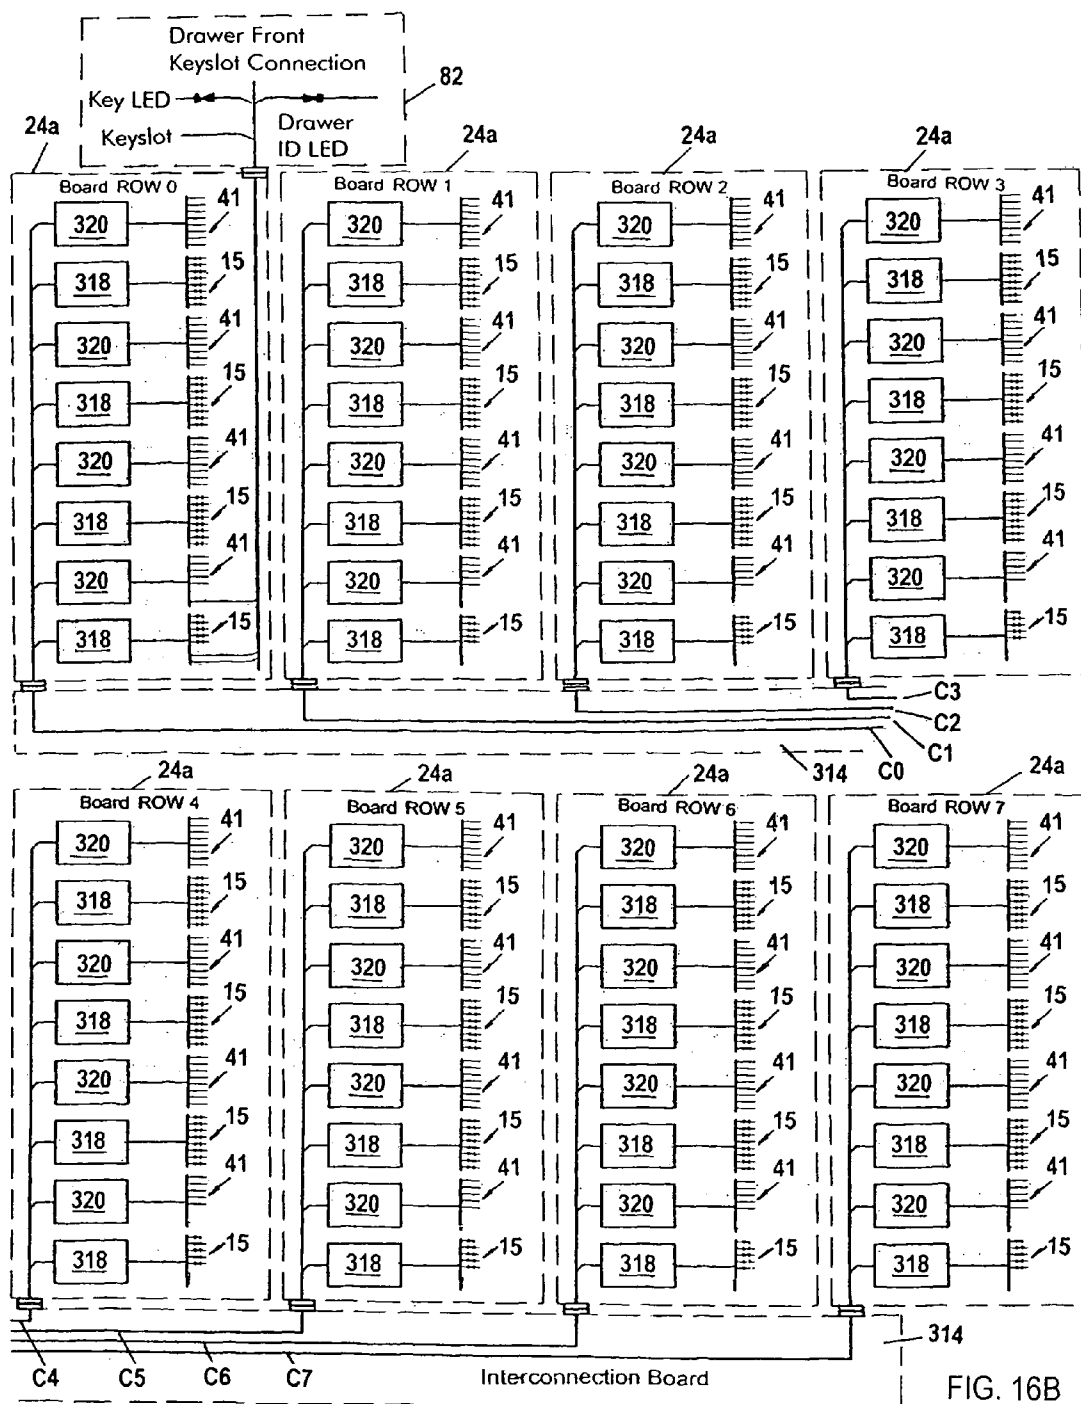 Drawer Front
Keyslot Connection
82
Key LED
Keyslot
Drawer
ID LED
24a
24a
24a
24a
Board ROW 0
Board ROW 1
Board ROW 2
Board ROW 3
320 41 320 41 320 41 320 41
318 15 318 15 318 15 318 15
320 41 320 41 320 41 320 41
318 15 318 15 318 15 318 15
320 41 320 41 320 41 320 41
318 15 318 15 318 15 318 15
320 41 320 41 320 41 320 41
318 15 318 15 318 15 318 15
C3
C2
C1
C0
314
24a
24a
24a
24a
Board ROW 4
Board ROW 5
Board ROW 6
Board ROW 7
320 41 320 41 320 41 320 41
318 15 318 15 318 15 318 15
320 41 320 41 320 41 320 41
318 15 318 15 318 15 318 15
320 41 320 41 320 41 320 41
318 15 318 15 318 15 318 15
320 41 320 41 320 41 320 41
318 15 318 15 318 15 318 15
314
C4
C5
C6
C7
Interconnection Board
FIG. 16B